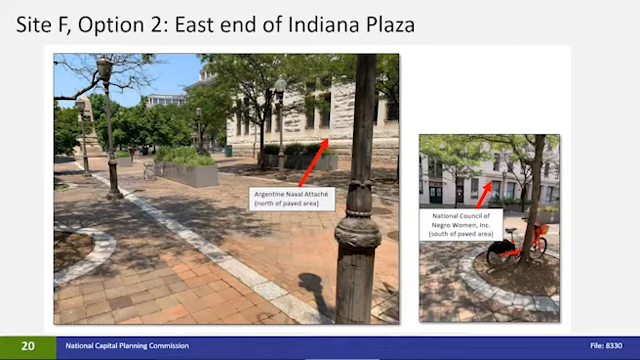 Site F, Option 2: East end of Indiana Plaza
Argentine Naval Attaché
(north of paved area)
National Council of
Negro Women, Inc.
(south of paved area)
20
National Capital Planning Commission
File: 8330